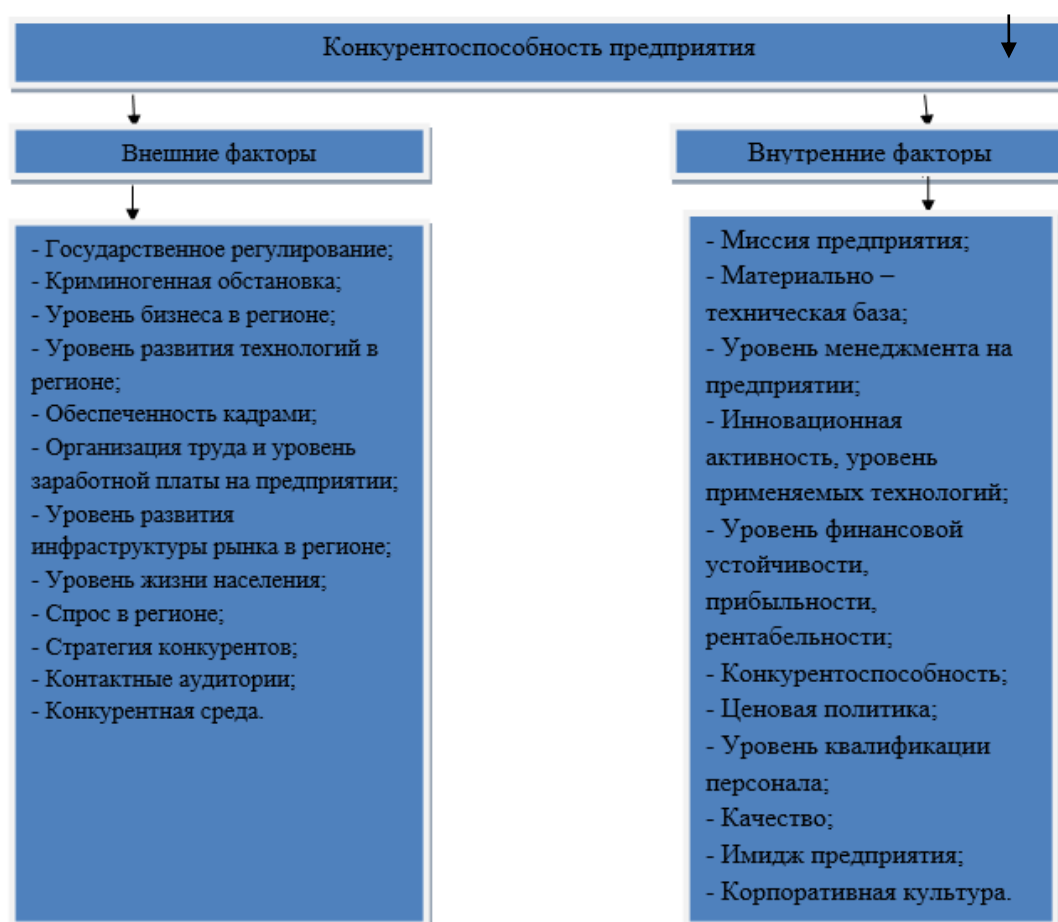 Конкурентоспособность предприятия
Внешние факторы
Внутренние факторы
- Государственное регулирование;
- Криминогенная обстановка;
- Уровень бизнеса в регионе;
- Уровень развития технологий в
регионе;
- Обеспеченность кадрами;
- Организация труда и уровень
заработной платы на предприятии;
- Уровень развития
инфраструктуры рынка в регионе;
- Уровень жизни населения;
- Спрос в регионе;
- Стратегия конкурентов;
- Контактные аудитории;
- Конкурентная среда.
- Миссия предприятия;
- Материально –
техническая база;
- Уровень менеджмента на
предприятии;
- Инновационная
активность, уровень
применяемых технологий;
- Уровень финансовой
устойчивости,
прибыльности,
рентабельности;
- Конкурентоспособность;
- Ценовая политика;
- Уровень квалификации
персонала;
- Качество;
- Имидж предприятия;
- Корпоративная культура.